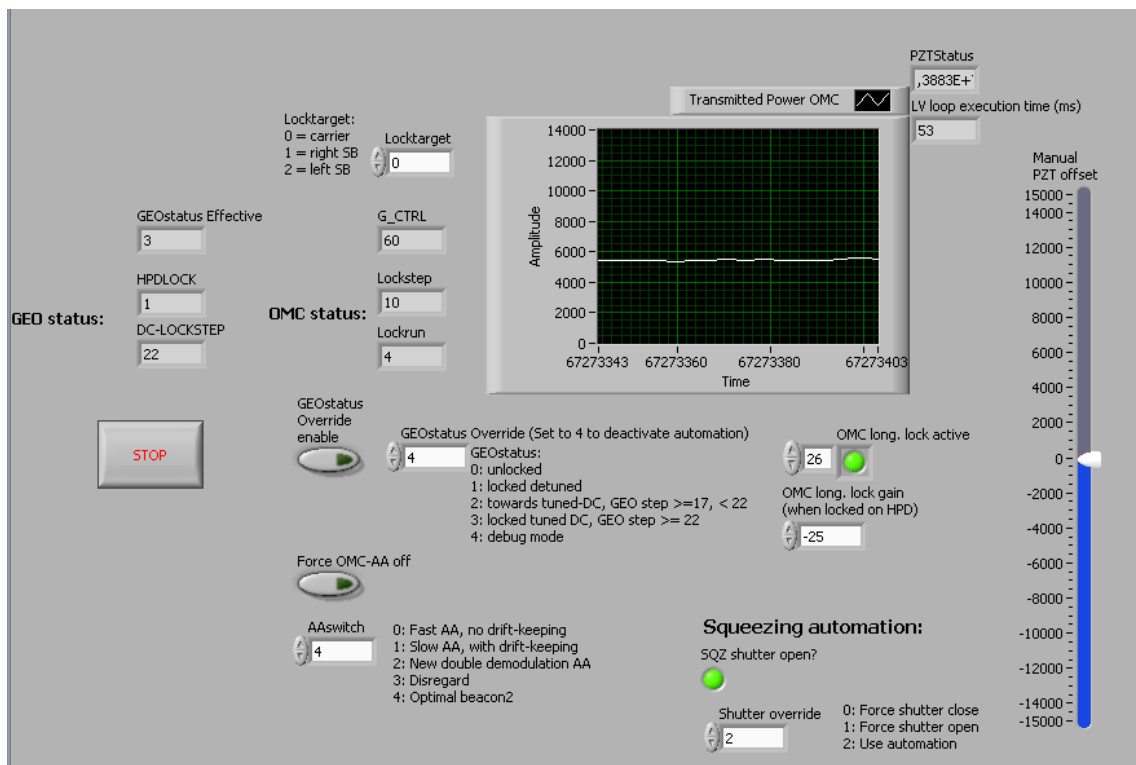 PZTStatus
,3883E+
Transmitted Power OMC
LV loop execution time (ms)
53
Locktarget:
0 = carrier
1 = right SB
2 = left SB
Locktarget
0
14000
12000
10000
8000
6000
4000
2000
0
Amplitude
67273343 67273360 67273380 67273403
Time
Manual
PZT offset
15000
14000
12000
10000
8000
6000
4000
2000
0
-2000
-4000
-6000
-8000
-10000
-12000
-14000
-15000
GEO status:
GEOstatus Effective
3
HPDLOCK
1
DC-LOCKSTEP
22
OMC status:
G_CTRL
60
Lockstep
10
Lockrun
4
STOP
GEOstatus
Override
enable
GEOstatus Override (Set to 4 to deactivate automation)
4
GEOstatus:
0: unlocked
1: locked detuned
2: towards tuned-DC, GEO step >=17, < 22
3: locked tuned DC, GEO step >= 22
4: debug mode
OMC long. lock active
26
OMC long. lock gain
(when locked on HPD)
-25
Force OMC-AA off
AAswitch
4
0: Fast AA, no drift-keeping
1: Slow AA, with drift-keeping
2: New double demodulation AA
3: Disregard
4: Optimal beacon2
Squeezing automation:
SQZ shutter open?
Shutter override
2
0: Force shutter close
1: Force shutter open
2: Use automation